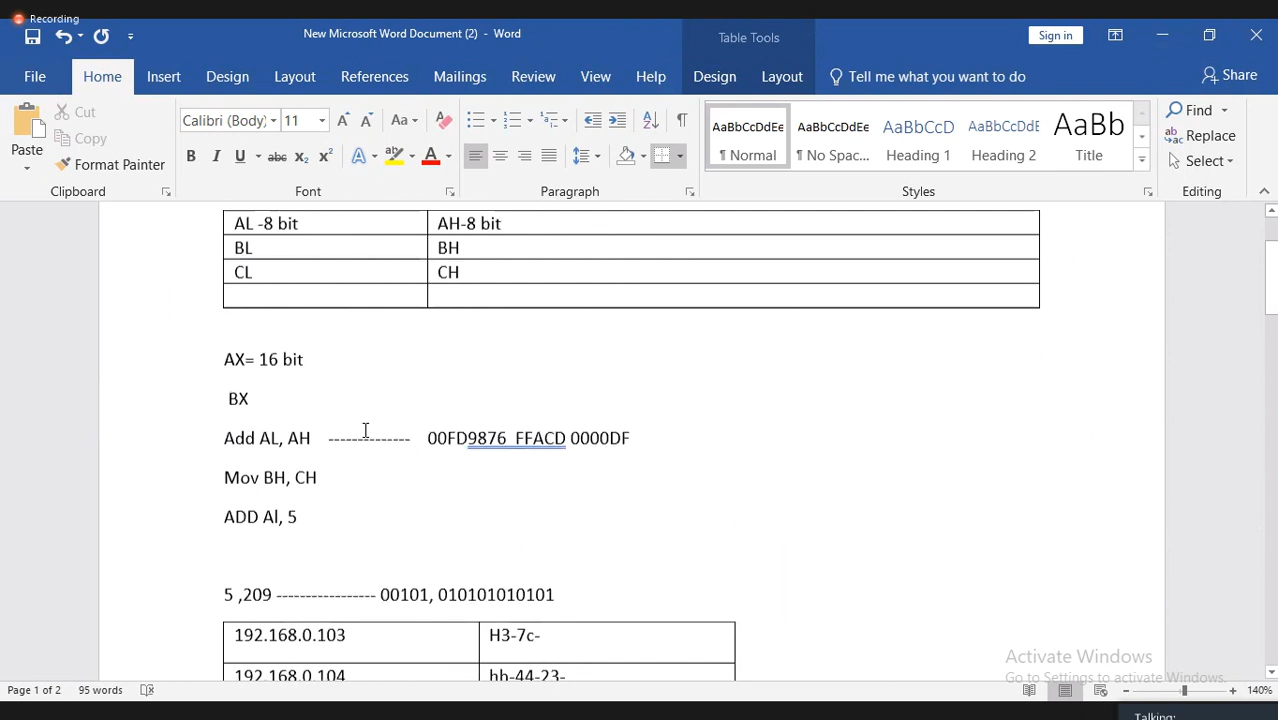 Recording
New Microsoft Word Document (2) - Word
Table Tools
Sign in
File Home Insert Design Layout References Mailings Review View Help Design Layout Tell me what you want to do Share
Paste
Cut
Copy
Format Painter
Clipboard
Calibri (Body) 11
Font
Paragraph
AaBbCcDdEe AaBbCcDdEe AaBbCcD AaBbCcDdE AaBb
¶ Normal ¶ No Spac... Heading 1 Heading 2 Title
Styles
Find
Replace
Select
Editing
AL -8 bit AH-8 bit
BL BH
CL CH
AX= 16 bit
BX
Add AL, AH -------------- 00FD9876 FFACD 0000DF
Mov BH, CH
ADD Al, 5
5 ,209 ----------------- 00101, 010101010101
192.168.0.103 H3-7c-
192.168.0.104 hh-44-23-
Activate Windows
Go to Settings to activate Windows.
Page 1 of 2 95 words 140%
Talking: